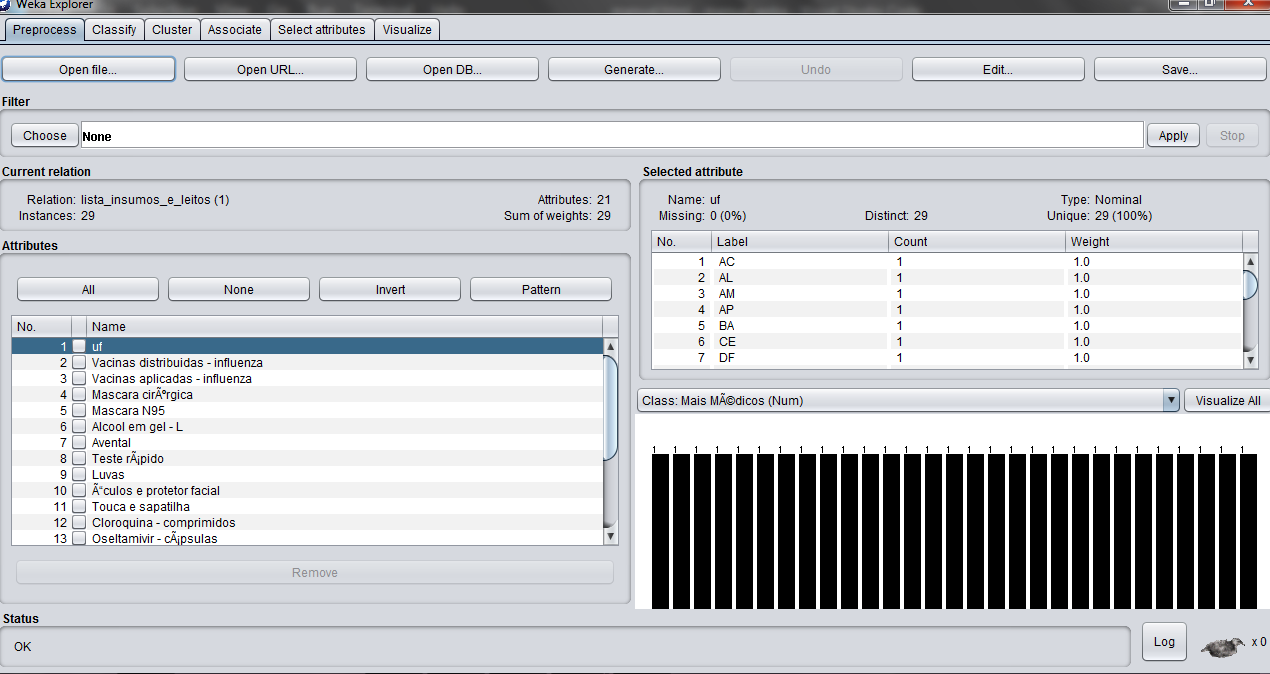 Weka Explorer
Preprocess Classify Cluster Associate Select attributes Visualize
Open file... Open URL... Open DB... Generate... Undo Edit... Save...
Filter
Choose None Apply Stop
Current relation
Relation: lista_insumos_e_leitos (1) Attributes: 21
Instances: 29 Sum of weights: 29
Attributes
All None Invert Pattern
No. Name
1 uf
2 Vacinas distribuidas - influenza
3 Vacinas aplicadas - influenza
4 Mascara cirÃºrgica
5 Mascara N95
6 Alcool em gel - L
7 Avental
8 Teste rÃ¡pido
9 Luvas
10 Ã“culos e protetor facial
11 Touca e sapatilha
12 Cloroquina - comprimidos
13 Oseltamivir - cÃ¡psulas
Remove
Selected attribute
Name: uf Type: Nominal
Missing: 0 (0%) Distinct: 29 Unique: 29 (100%)
No. Label Count Weight
1 AC 1 1.0
2 AL 1 1.0
3 AM 1 1.0
4 AP 1 1.0
5 BA 1 1.0
6 CE 1 1.0
7 DF 1 1.0
Class: Mais MÃ©dicos (Num) Visualize All
1 1 1 1 1 1 1 1 1 1 1 1 1 1 1 1 1 1 1 1 1 1 1 1 1 1 1 1 1
Status
OK
Log x 0